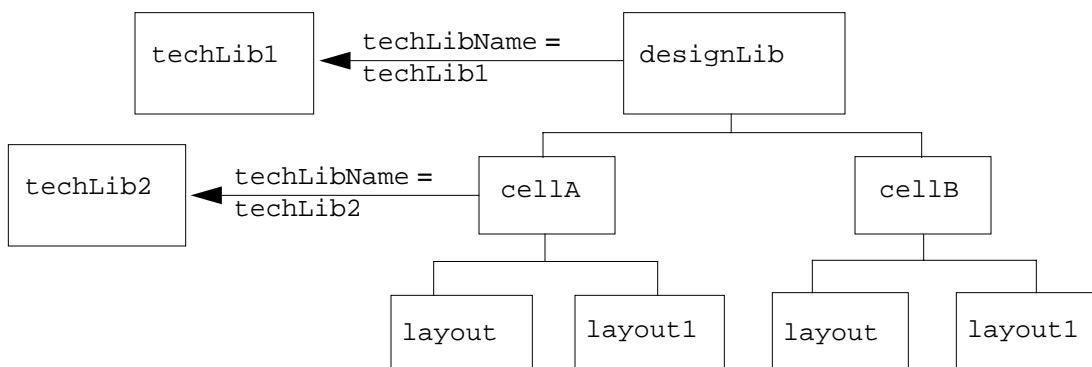 techLib1
techLibName =
techLib1
designLib
techLib2
techLibName =
techLib2
cellA
cellB
layout
layout1
layout
layout1